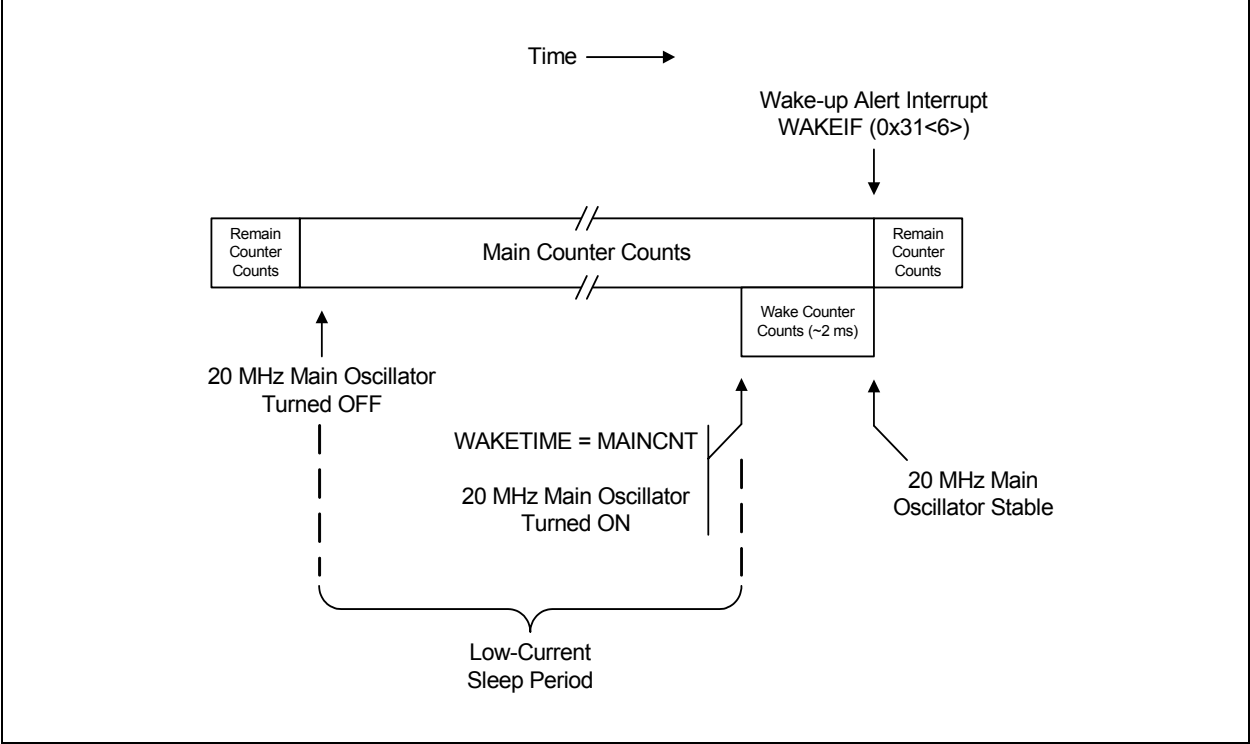 Time
Wake-up Alert Interrupt
WAKEIF (0x31<6>)
Remain
Counter
Counts
Main Counter Counts
Remain
Counter
Counts
Wake Counter
Counts (~2 ms)
20 MHz Main Oscillator
Turned OFF
WAKETIME = MAINCNT
20 MHz Main Oscillator
Turned ON
20 MHz Main
Oscillator Stable
Low-Current
Sleep Period